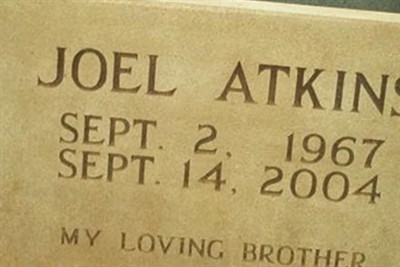 JOEL ATKINS
SEPT. 2, 1967
SEPT. 14, 2004
MY LOVING BROTHER